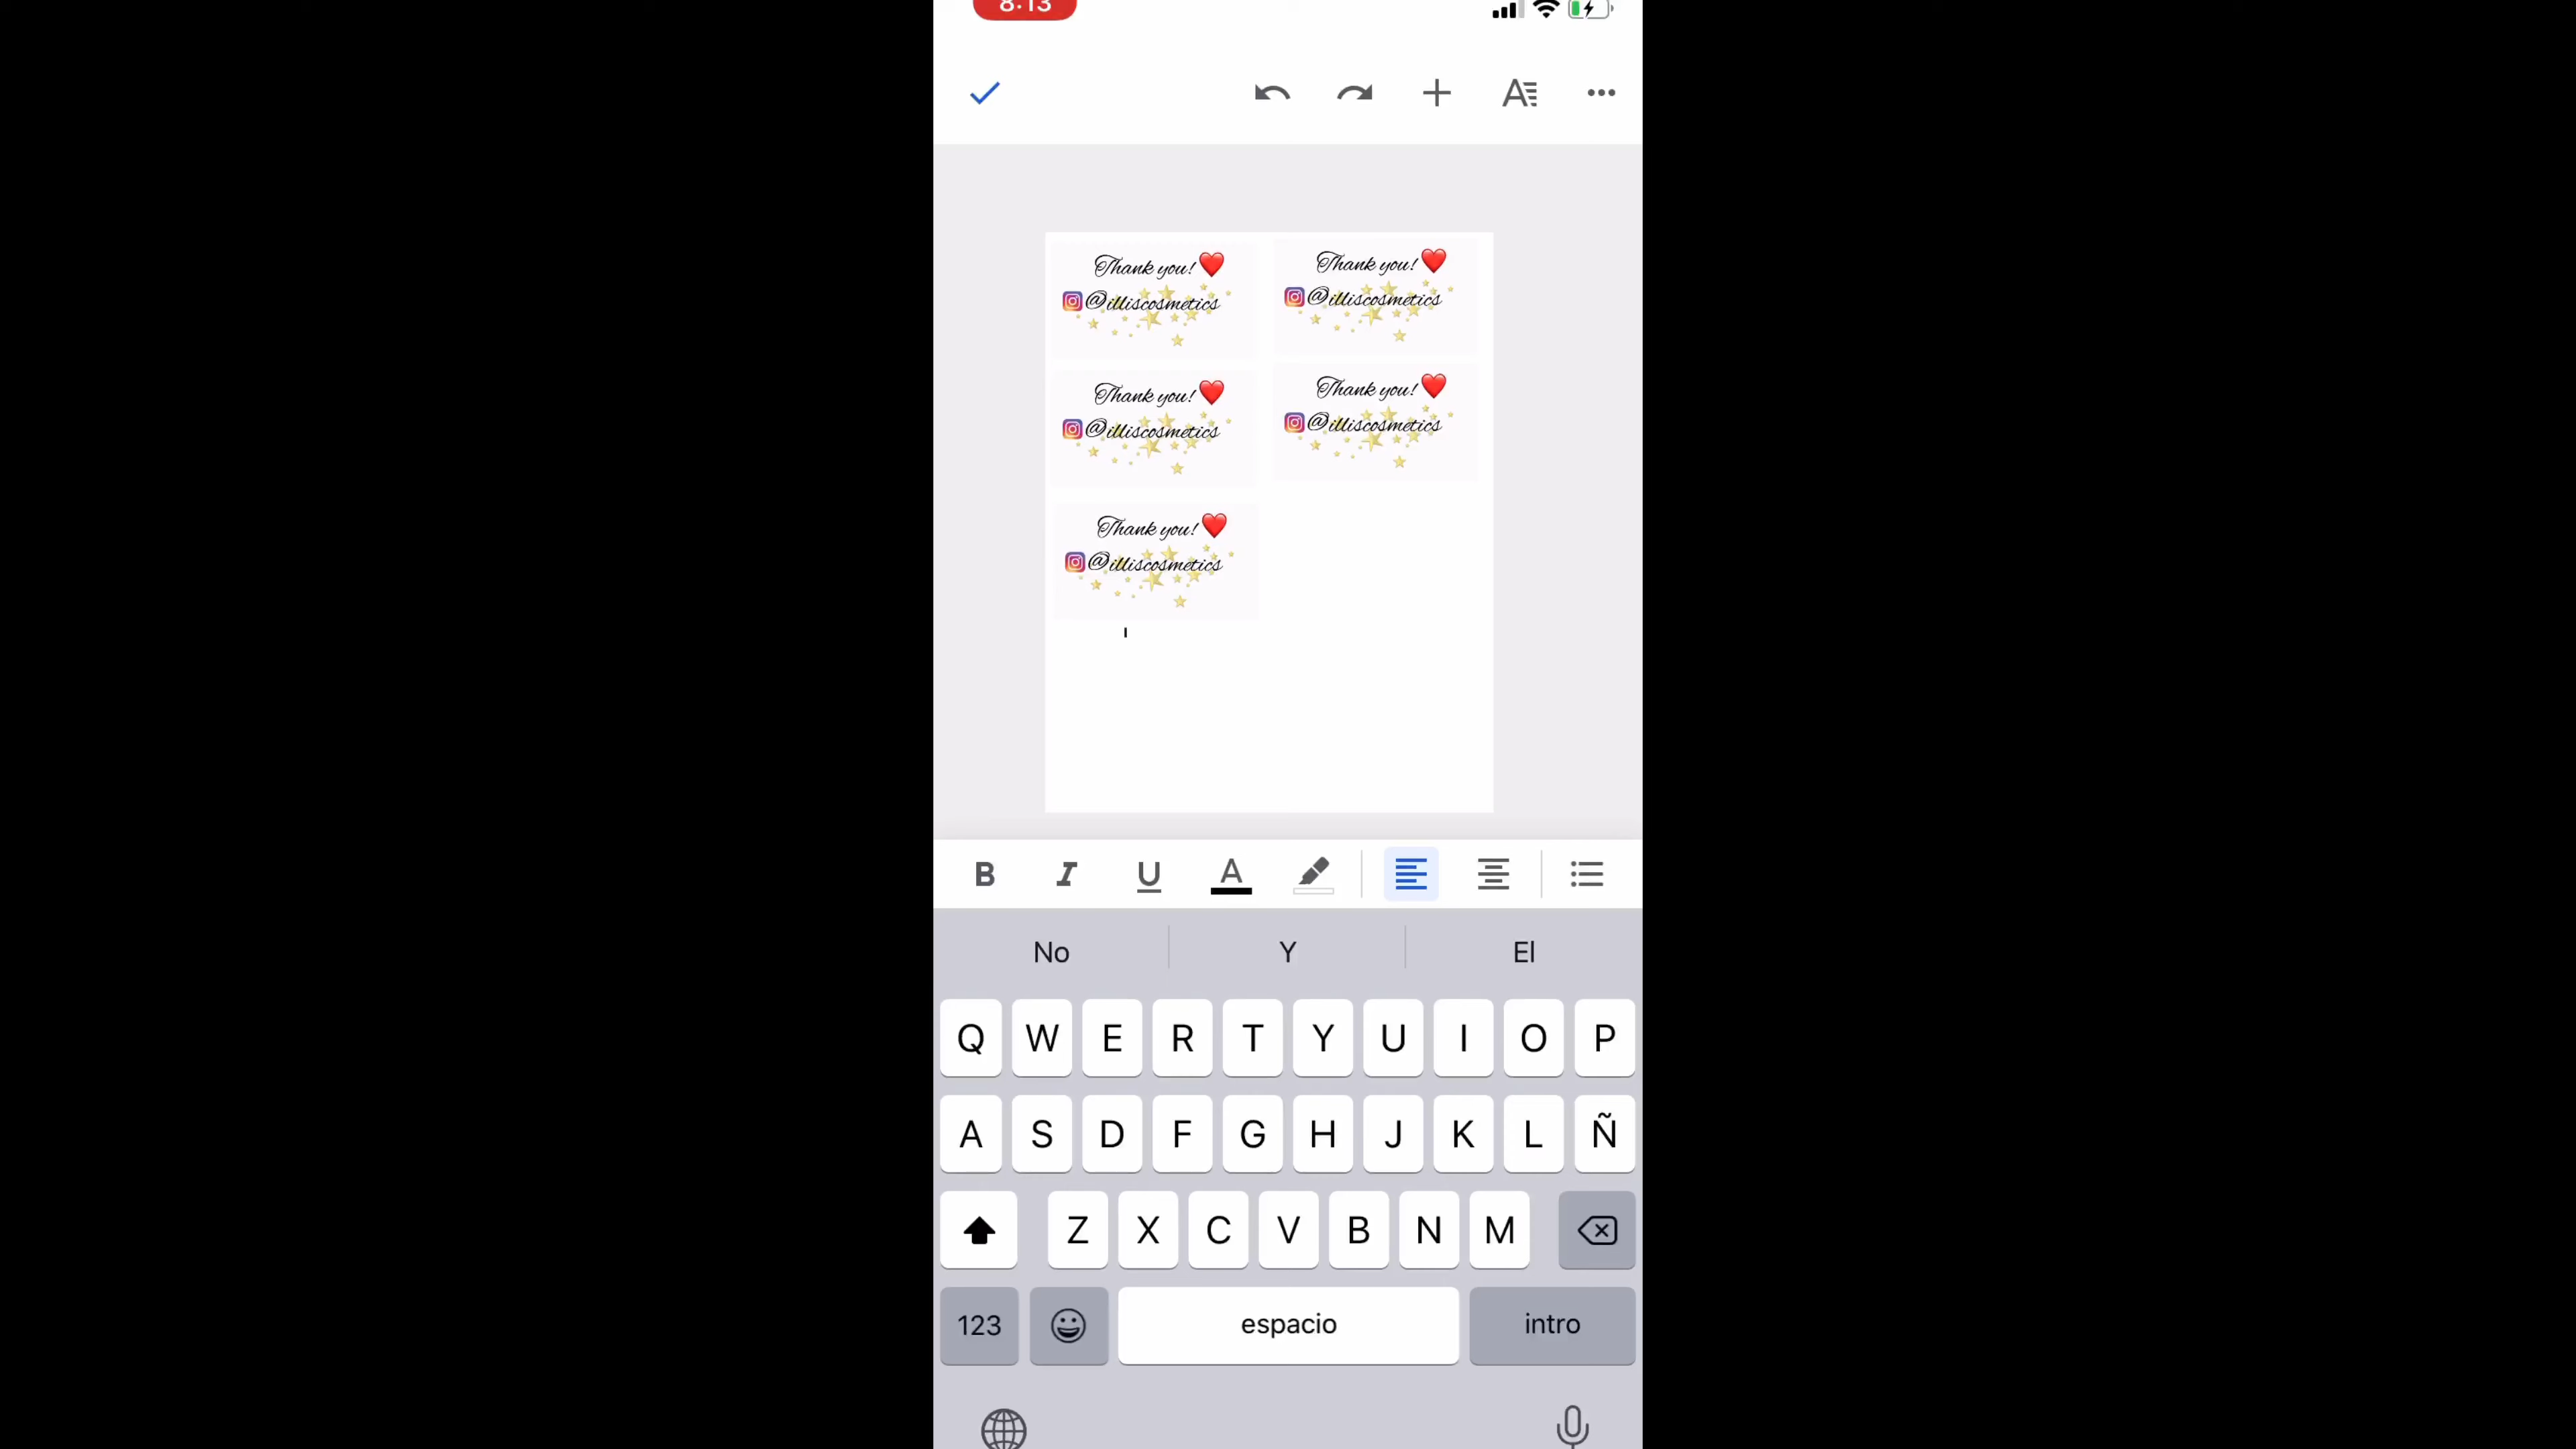 8:13
Thank you!
@illiscosmetics
Thank you!
@illiscosmetics
Thank you!
@illiscosmetics
Thank you!
@illiscosmetics
Thank you!
@illiscosmetics
B I U A
No Y El
Q W E R T Y U I O P
A S D F G H J K L Ñ
Z X C V B N M
123 espacio intro